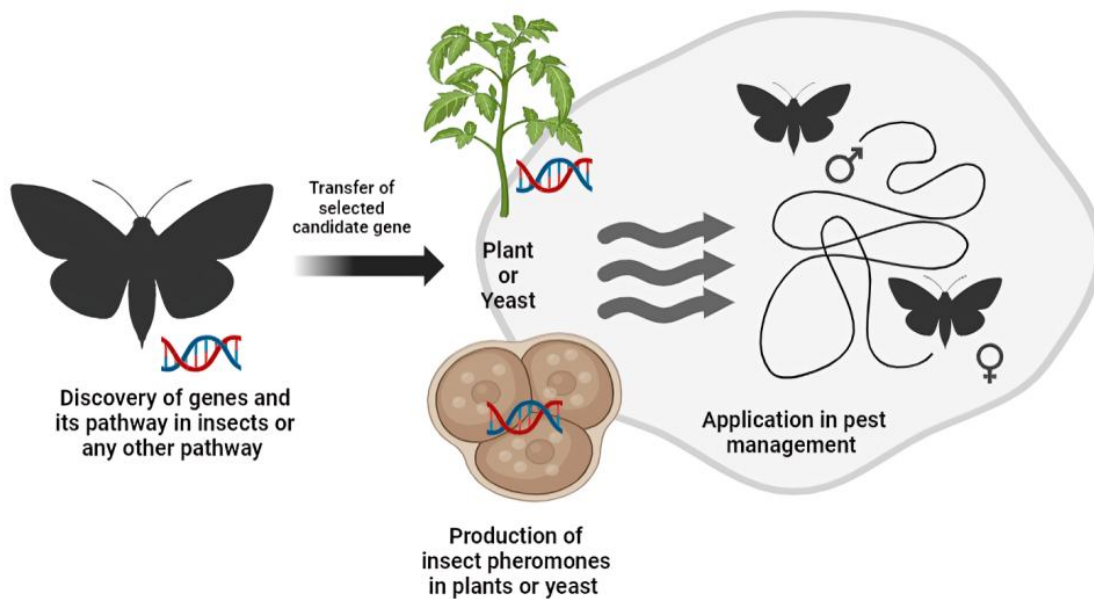 Transfer of
selected
candidate gene
Discovery of genes and
its pathway in insects or
any other pathway
Plant
or
Yeast
Production of
insect pheromones
in plants or yeast
♂
♀
Application in pest
management